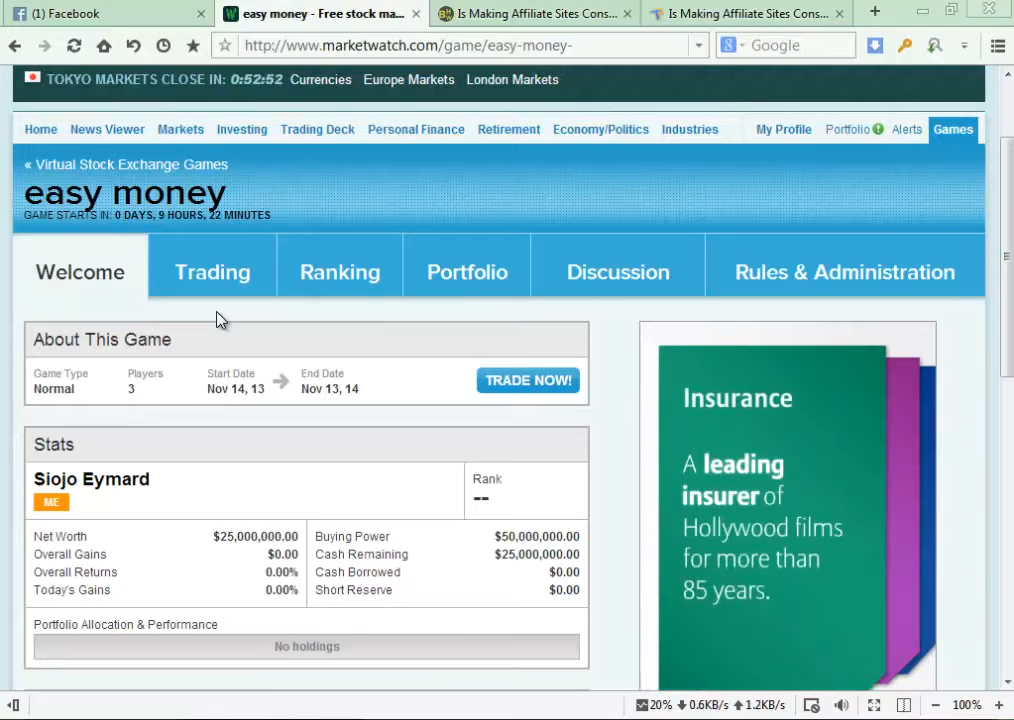 (1) Facebook
easy money - Free stock ma...
Is Making Affiliate Sites Cons...
Is Making Affiliate Sites Cons...
http://www.marketwatch.com/game/easy-money-
Google
TOKYO MARKETS CLOSE IN: 0:52:52 Currencies Europe Markets London Markets
Home News Viewer Markets Investing Trading Deck Personal Finance Retirement Economy/Politics Industries My Profile Portfolio Alerts Games
« Virtual Stock Exchange Games
easy money
GAME STARTS IN: 0 DAYS, 9 HOURS, 22 MINUTES
Welcome Trading Ranking Portfolio Discussion Rules & Administration
About This Game
Game Type Players Start Date End Date
Normal 3 Nov 14, 13 Nov 13, 14
TRADE NOW!
Stats
Siojo Eymard
ME
Rank
--
Net Worth $25,000,000.00 Buying Power $50,000,000.00
Overall Gains $0.00 Cash Remaining $25,000,000.00
Overall Returns 0.00% Cash Borrowed $0.00
Today's Gains 0.00% Short Reserve $0.00
Portfolio Allocation & Performance
No holdings
Insurance
A leading
insurer of
Hollywood films
for more than
85 years.
20% 0.6KB/s 1.2KB/s 100%